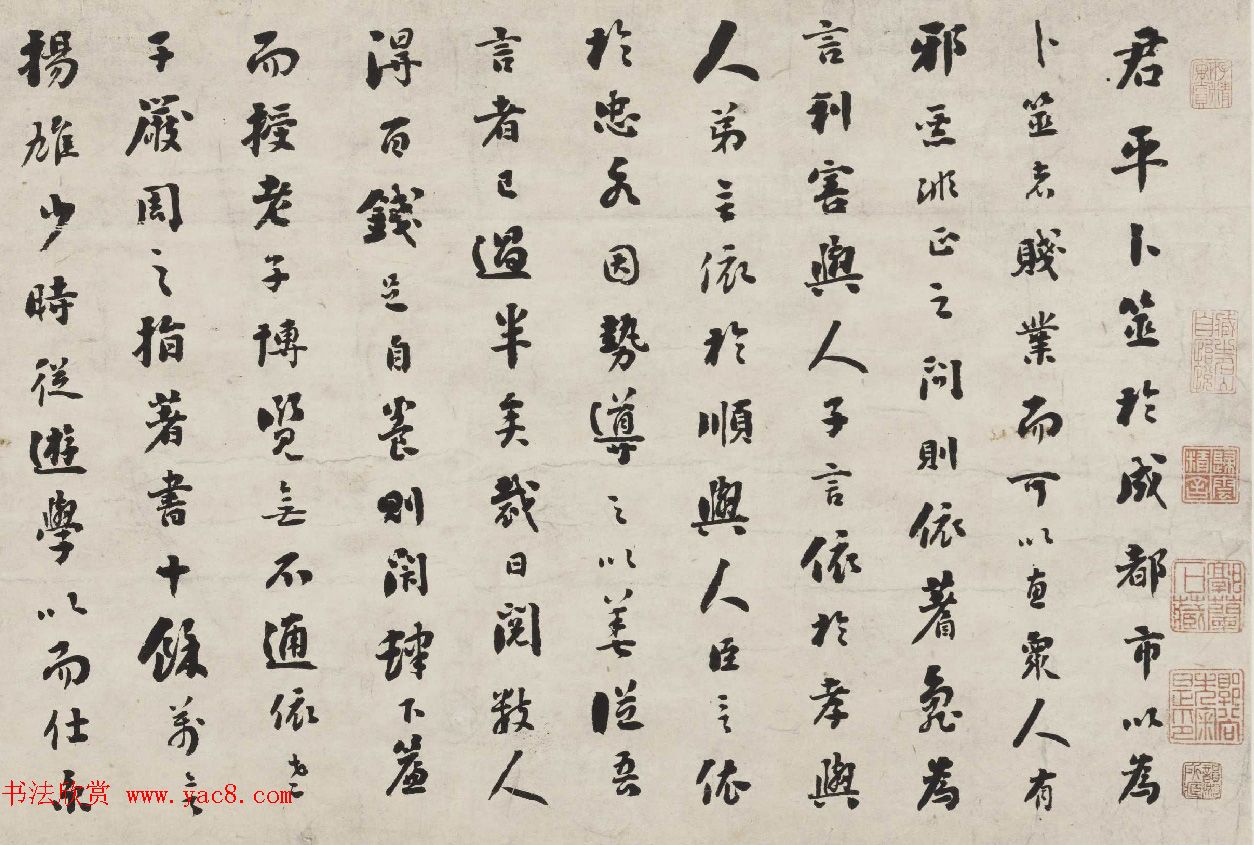 君平卜筮於成都市以為
卜筮者賤業而可以惠衆人有
邪惡非正之問則依蓍龜為
言利害與人子言依於孝與
人弟言依於順與人臣言依
於忠各因勢導之以善從吾
言者已過半矣裁日閱數人
得百錢足自養則閉肆下簾
而授老子博覽無不通依老
子嚴周之指著書十餘萬言
揚雄少時從遊學以而仕京
书法欣赏 www.yac8.com